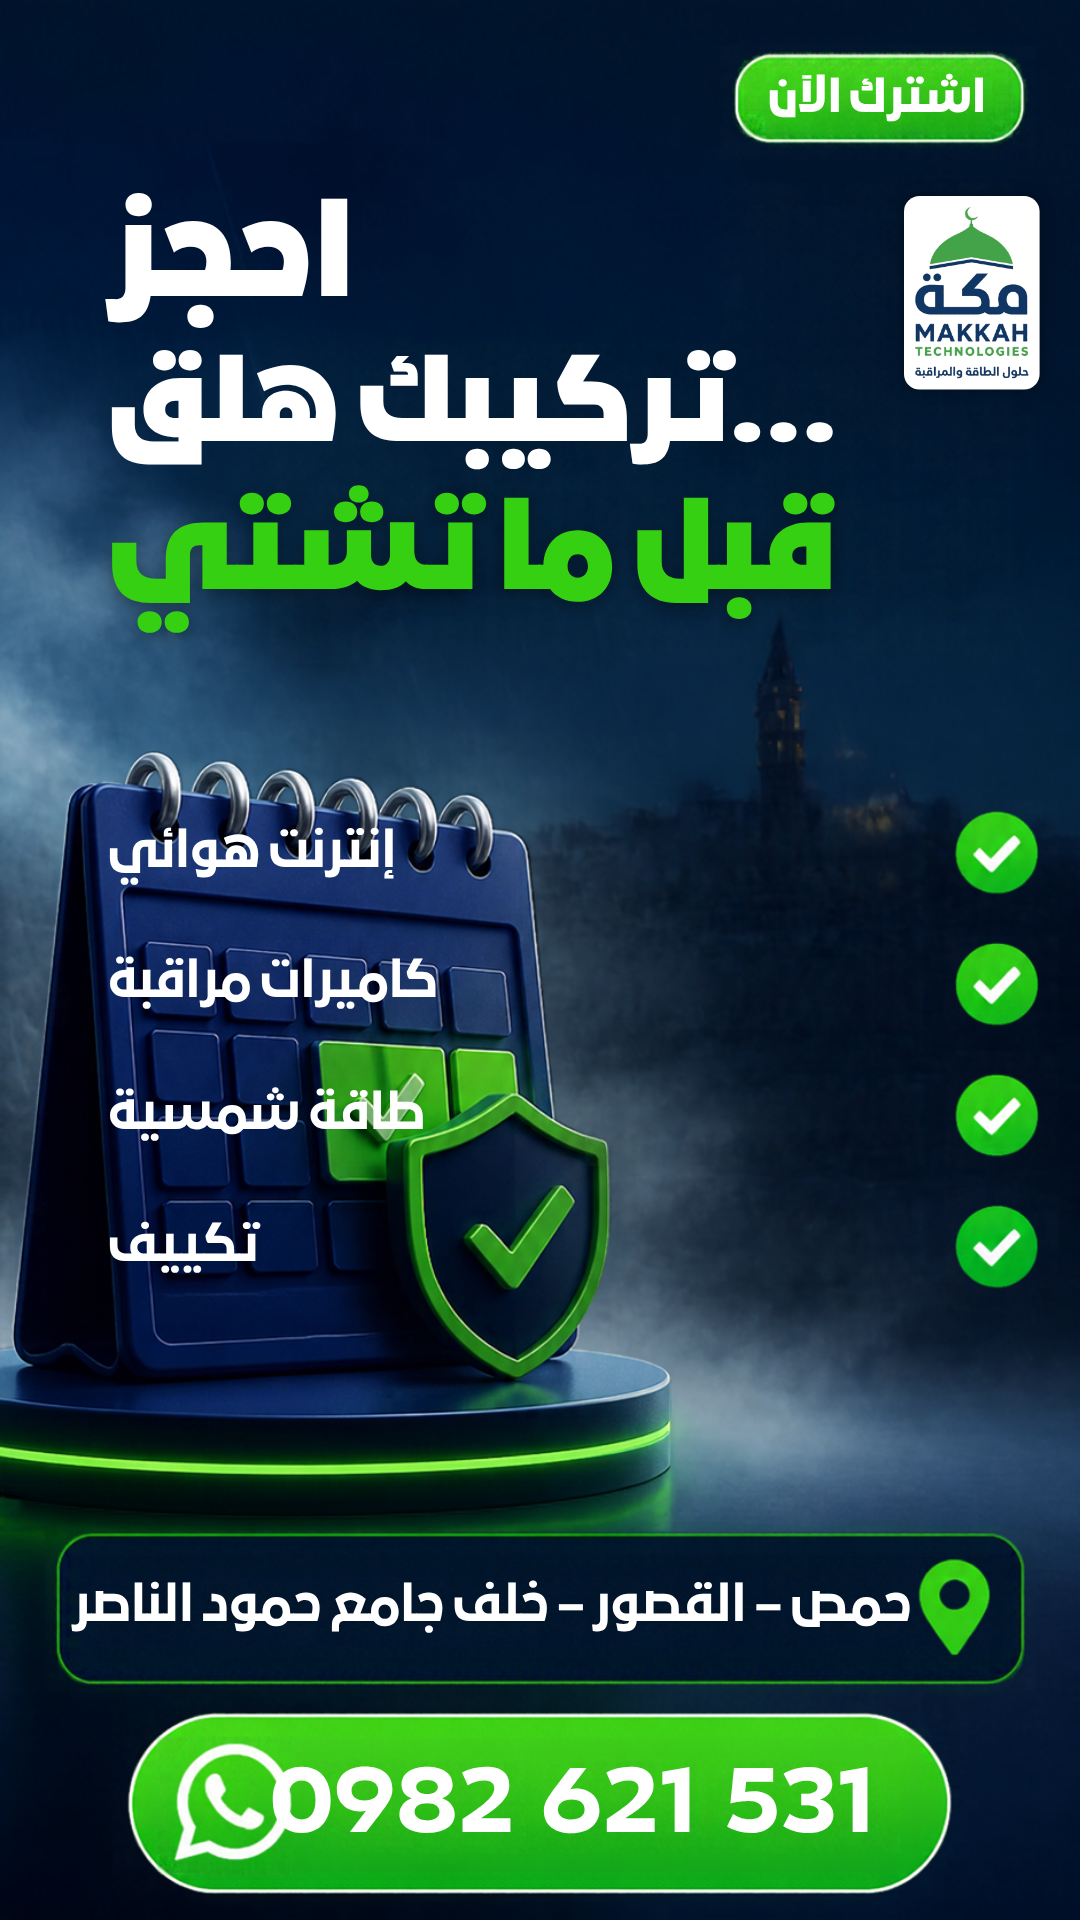 اشترك الآن
احجز
تركيبك هلق...
قبل ما تشتي
مكة
MAKKAH
TECHNOLOGIES
حلول الطاقة والمراقبة
إنترنت هوائي
كاميرات مراقبة
طاقة شمسية
تكييف
حمص – القصور – خلف جامع حمود الناصر
0982 621 531